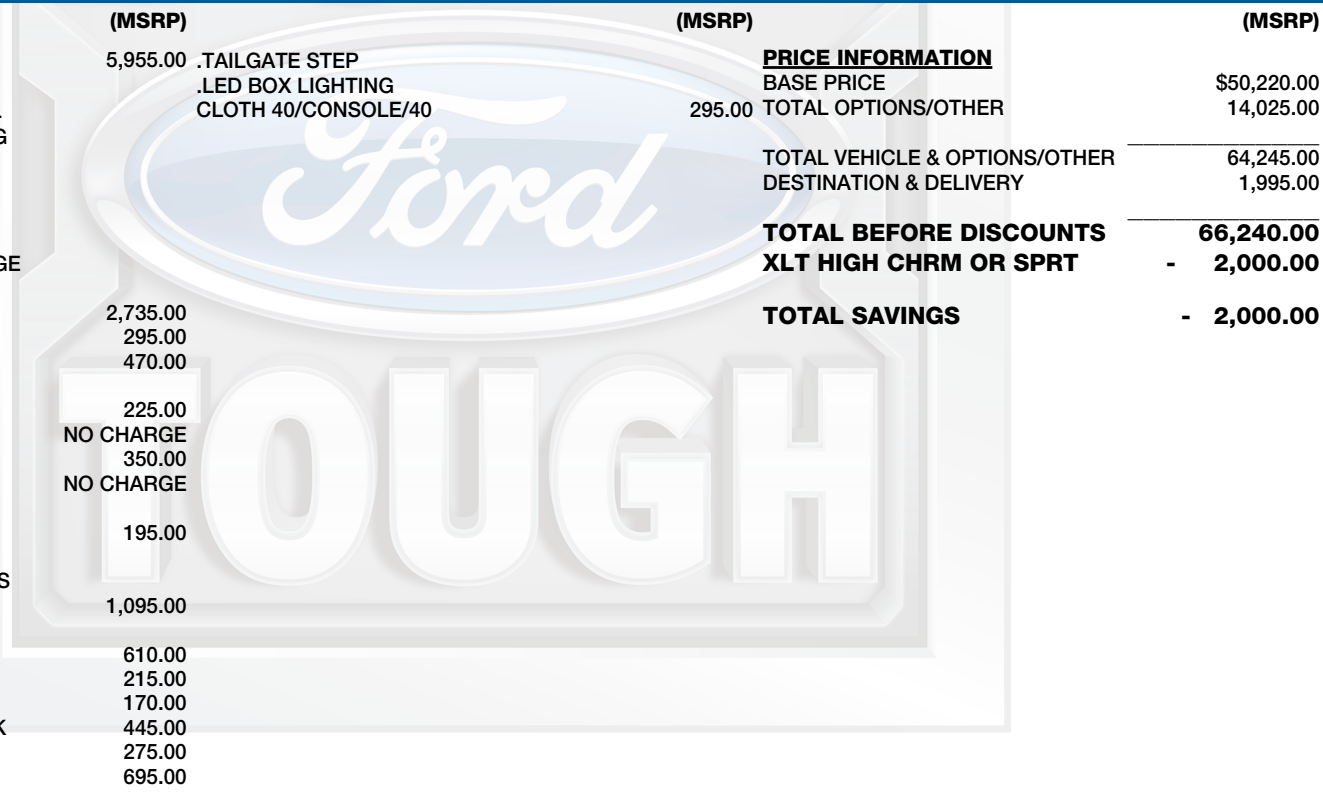 (MSRP) (MSRP) (MSRP)
5,955.00 .TAILGATE STEP
.LED BOX LIGHTING
CLOTH 40/CONSOLE/40 295.00
G
GE
2,735.00
295.00
470.00
225.00
NO CHARGE
350.00
NO CHARGE
195.00
S
1,095.00
610.00
215.00
170.00
K 445.00
275.00
695.00
PRICE INFORMATION
BASE PRICE $50,220.00
TOTAL OPTIONS/OTHER 14,025.00
TOTAL VEHICLE & OPTIONS/OTHER 64,245.00
DESTINATION & DELIVERY 1,995.00
TOTAL BEFORE DISCOUNTS 66,240.00
XLT HIGH CHRM OR SPRT - 2,000.00
TOTAL SAVINGS - 2,000.00
Ford
TOUGH